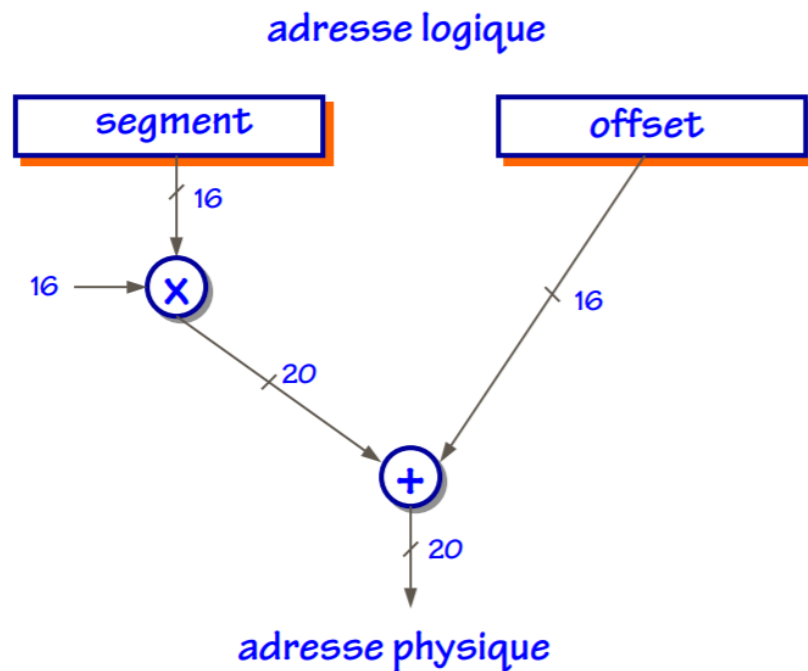 adresse logique
segment
offset
16
16
x
16
20
+
20
adresse physique